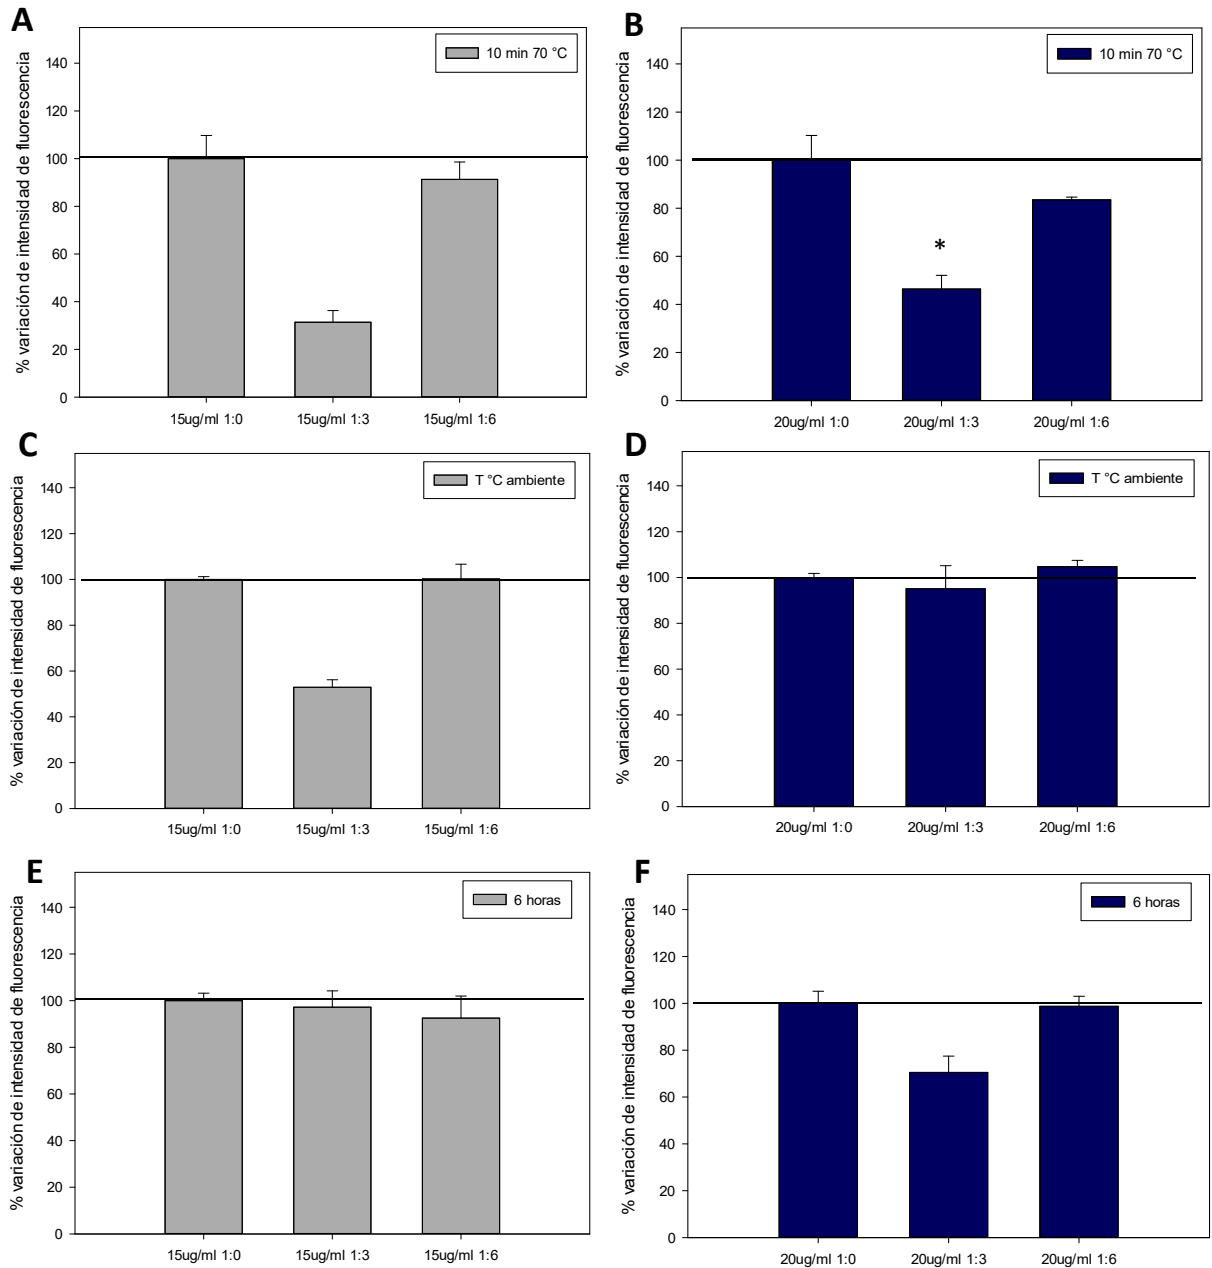 A
% variación de intensidad de fluorescencia
140
120
100
80
60
40
20
0
10 min 70 °C
15ug/ml 1:0
15ug/ml 1:3
15ug/ml 1:6
B
% variación de intensidad de fluorescencia
140
120
100
80
60
40
20
0
10 min 70 °C
*
20ug/ml 1:0
20ug/ml 1:3
20ug/ml 1:6
C
% variación de intensidad de fluorescencia
140
120
100
80
60
40
20
0
T °C ambiente
15ug/ml 1:0
15ug/ml 1:3
15ug/ml 1:6
D
% variación de intensidad de fluorescencia
140
120
100
80
60
40
20
0
T °C ambiente
20ug/ml 1:0
20ug/ml 1:3
20ug/ml 1:6
E
% variación de intensidad de fluorescencia
140
120
100
80
60
40
20
0
6 horas
15ug/ml 1:0
15ug/ml 1:3
15ug/ml 1:6
F
% variación de intensidad de fluorescencia
140
120
100
80
60
40
20
0
6 horas
20ug/ml 1:0
20ug/ml 1:3
20ug/ml 1:6